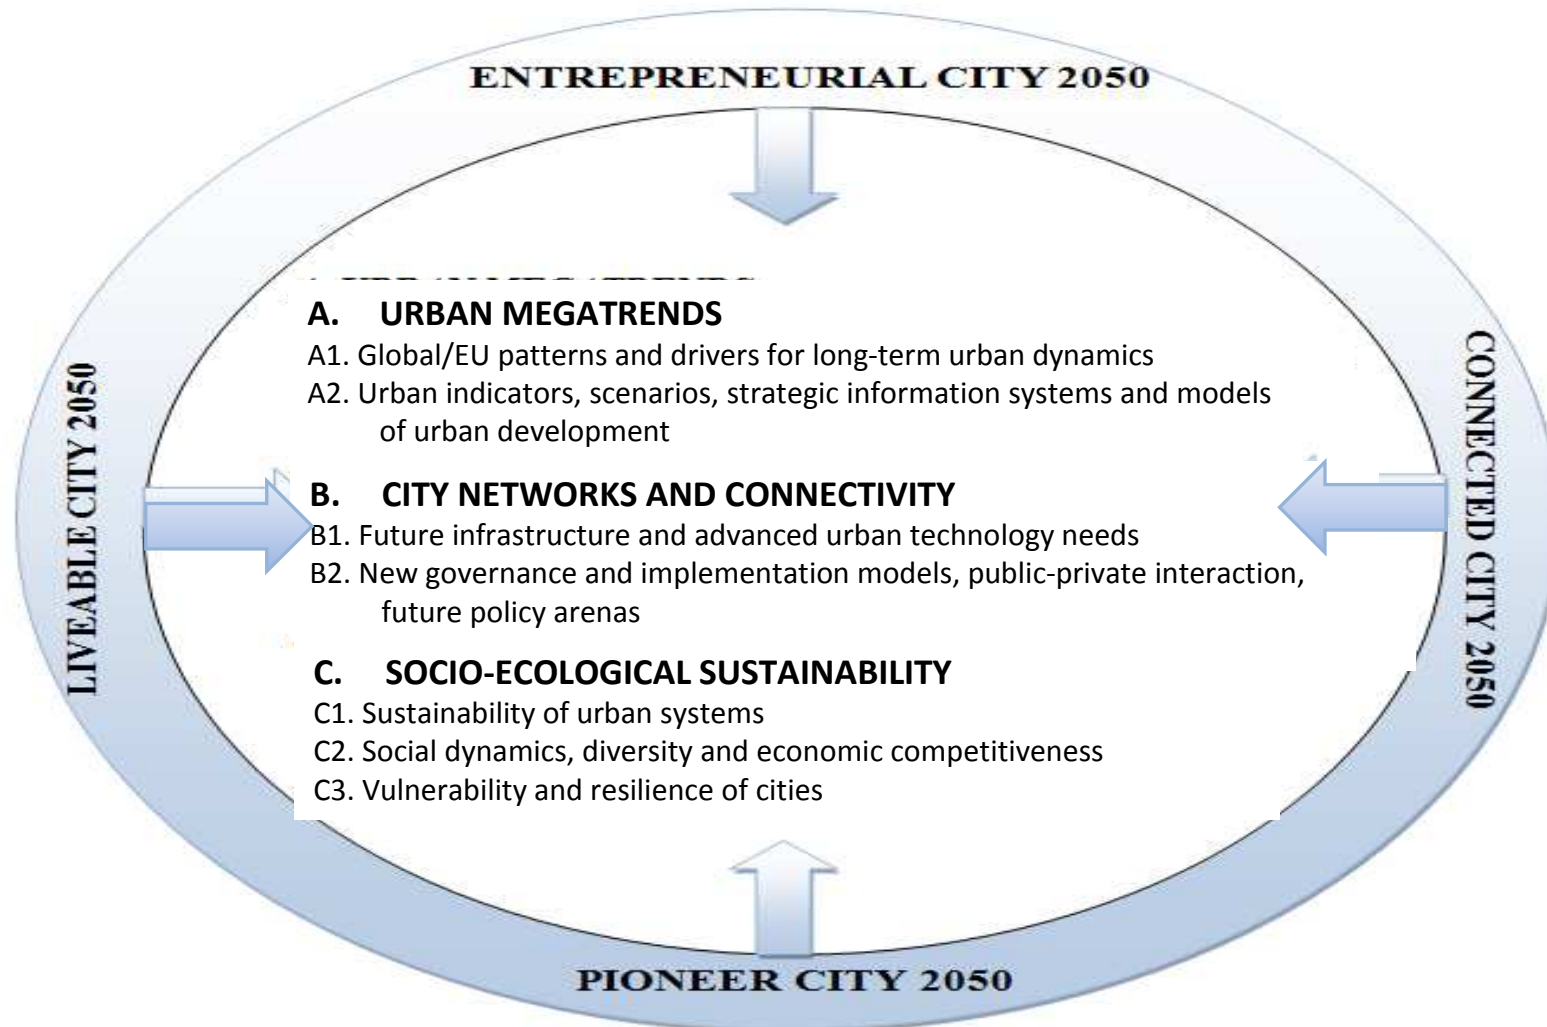 ENTREPRENEURIAL CITY 2050
LIVEABLE CITY 2050
A. URBAN MEGATRENDS
A1. Global/EU patterns and drivers for long-term urban dynamics
A2. Urban indicators, scenarios, strategic information systems and models
of urban development
B. CITY NETWORKS AND CONNECTIVITY
B1. Future infrastructure and advanced urban technology needs
B2. New governance and implementation models, public-private interaction,
future policy arenas
C. SOCIO-ECOLOGICAL SUSTAINABILITY
C1. Sustainability of urban systems
C2. Social dynamics, diversity and economic competitiveness
C3. Vulnerability and resilience of cities
CONNECTED CITY 2050
PIONEER CITY 2050